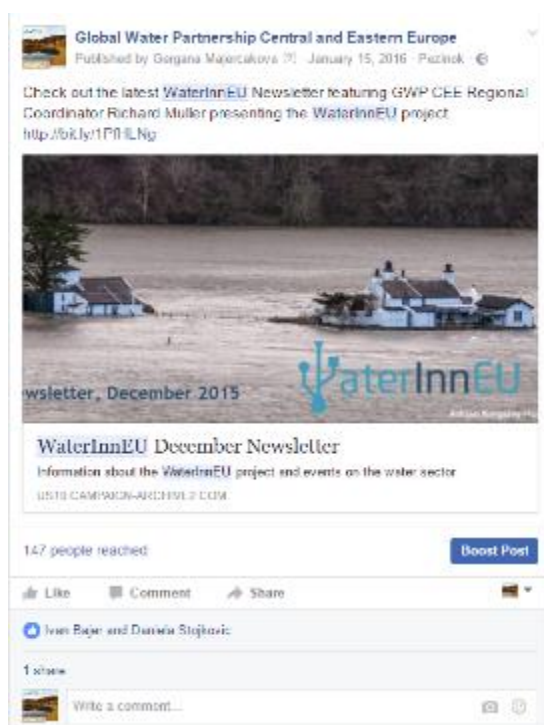 Global Water Partnership Central and Eastern Europe
Published by Gergana Majercakova [?] · January 15, 2016 · Pezinok ·
Check out the latest WaterInnEU Newsletter featuring GWP CEE Regional
Coordinator Richard Muller presenting the WaterInnEU project
http://bit.ly/1PfHLNg
wsletter, December 2015
WaterInnEU
WaterInnEU December Newsletter
Information about the WaterInnEU project and events on the water sector
US10.CAMPAIGN-ARCHIVE2.COM
147 people reached
Boost Post
Like Comment Share
Ivan Bajer and Daniela Stojkovic
1 share
Write a comment...